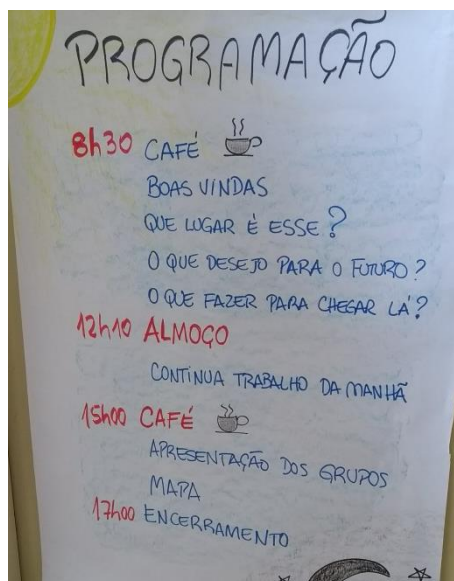 PROGRAMAÇÃO
8h30 CAFÉ
BOAS VINDAS
QUE LUGAR É ESSE?
O QUE DESEJO PARA O FUTURO?
O QUE FAZER PARA CHEGAR LÁ?
12h10 ALMOÇO
CONTINUA TRABALHO DA MANHÃ
15h00 CAFÉ
APRESENTAÇÃO DOS GRUPOS
MAPA
17h00 ENCERRAMENTO